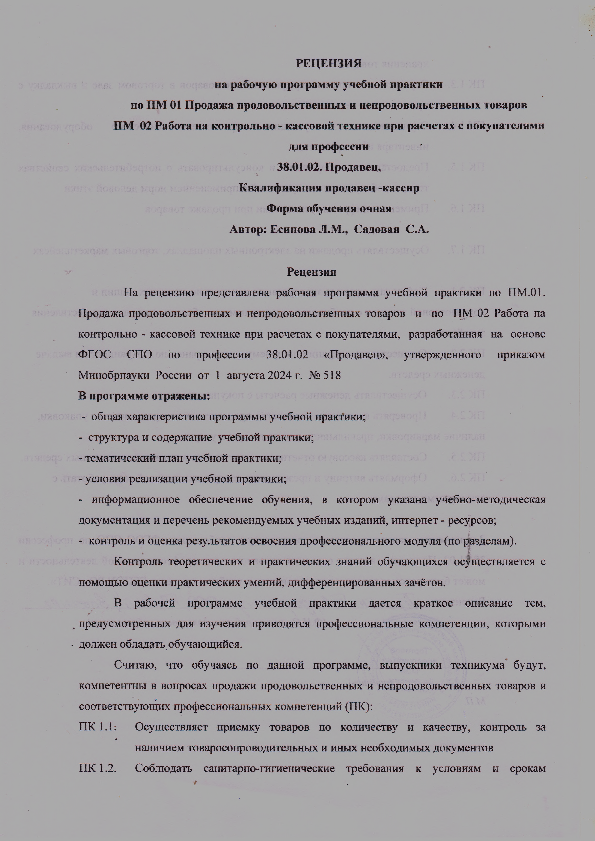 РЕЦЕНЗИЯ
на рабочую программу учебной практики
по ПМ 01 Продажа продовольственных и непродовольственных товаров
ПМ 02 Работа на контрольно - кассовой технике при расчетах с покупателями
для профессии
38.01.02. Продавец,
Квалификация продавец -кассир
Форма обучения очная
Автор: Есипова Л.М., Садовая С.А.
Рецензия
На рецензию представлена рабочая программа учебной практики по ПМ.01.
Продажа продовольственных и непродовольственных товаров и по ПМ 02 Работа на
контрольно - кассовой технике при расчетах с покупателями, разработанная на основе
ФГОС СПО по профессии 38.01.02 «Продавец», утвержденного приказом
Минобрнауки России от 1 августа 2024 г. № 518
В программе отражены:
- общая характеристика программы учебной практики;
- структура и содержание учебной практики;
- тематический план учебной практики;
- условия реализации учебной практики;
- информационное обеспечение обучения, в котором указана учебно-методическая
документация и перечень рекомендуемых учебных изданий, интернет - ресурсов;
- контроль и оценка результатов освоения профессионального модуля (по разделам).
Контроль теоретических и практических знаний обучающихся осуществляется с
помощью оценки практических умений, дифференцированных зачётов.
В рабочей программе учебной практики дается краткое описание тем,
предусмотренных для изучения приводятся профессиональные компетенции, которыми
должен обладать обучающийся.
Считаю, что обучаясь по данной программе, выпускники техникума будут,
компетентны в вопросах продажи продовольственных и непродовольственных товаров и
соответствующих профессиональных компетенций (ПК):
ПК 1.1: Осуществляет приемку товаров по количеству и качеству, контроль за
наличием товаросопроводительных и иных необходимых документов
ПК 1.2. Соблюдать санитарно-гигиенические требования к условиям и срокам